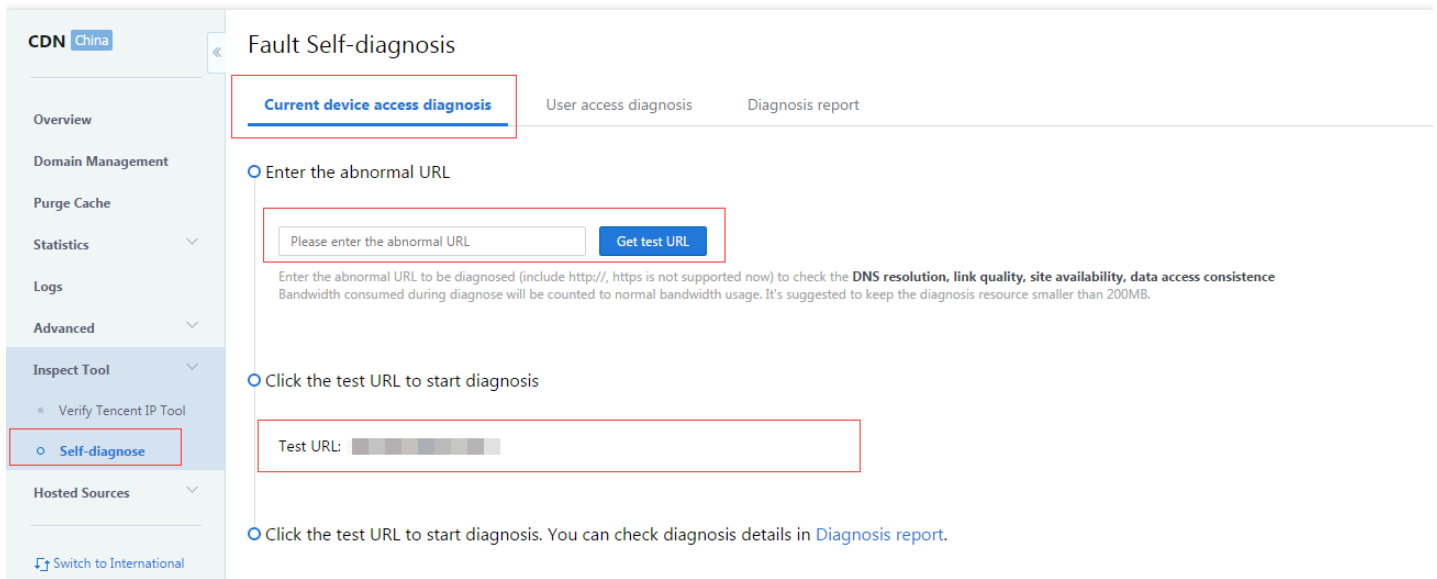 CDN China
Overview
Domain Management
Purge Cache
Statistics
Logs
Advanced
Inspect Tool
Verify Tencent IP Tool
Self-diagnose
Hosted Sources
Switch to International
Fault Self-diagnosis
Current device access diagnosis
User access diagnosis
Diagnosis report
Enter the abnormal URL
Please enter the abnormal URL
Get test URL
Enter the abnormal URL to be diagnosed (include http://, https is not supported now) to check the DNS resolution, link quality, site availability, data access consistence
Bandwidth consumed during diagnose will be counted to normal bandwidth usage. It's suggested to keep the diagnosis resource smaller than 200MB.
Click the test URL to start diagnosis
Test URL:
Click the test URL to start diagnosis. You can check diagnosis details in Diagnosis report.